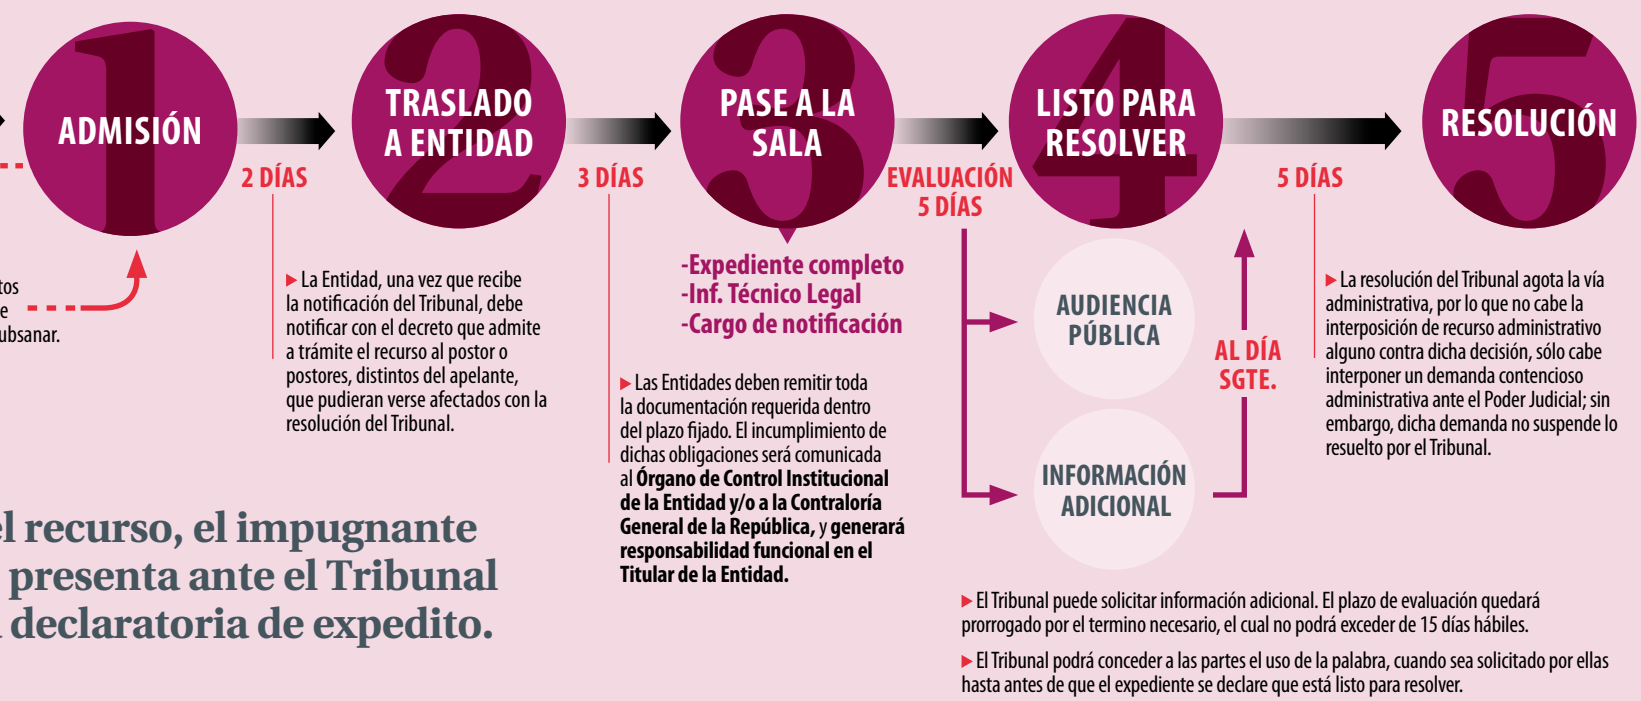 1
ADMISIÓN
2
TRASLADO
A ENTIDAD
3
PASE A LA
SALA
4
LISTO PARA
RESOLVER
5
RESOLUCIÓN
2 DÍAS
3 DÍAS
EVALUACIÓN
5 DÍAS
5 DÍAS
tos
e
ubsanar.
▶ La Entidad, una vez que recibe
la notificación del Tribunal, debe
notificar con el decreto que admite
a trámite el recurso al postor o
postores, distintos del apelante,
que pudieran verse afectados con la
resolución del Tribunal.
-Expediente completo
-Inf. Técnico Legal
-Cargo de notificación
▶ Las Entidades deben remitir toda
la documentación requerida dentro
del plazo fijado. El incumplimiento de
dichas obligaciones será comunicada
al Órgano de Control Institucional
de la Entidad y/o a la Contraloría
General de la República, y generará
responsabilidad funcional en el
Titular de la Entidad.
AUDIENCIA
PÚBLICA
INFORMACIÓN
ADICIONAL
AL DÍA
SGTE.
▶ La resolución del Tribunal agota la vía
administrativa, por lo que no cabe la
interposición de recurso administrativo
alguno contra dicha decisión, sólo cabe
interponer un demanda contencioso
administrativa ante el Poder Judicial; sin
embargo, dicha demanda no suspende lo
resuelto por el Tribunal.
el recurso, el impugnante
presenta ante el Tribunal
declaratoria de expedito.
▶ El Tribunal puede solicitar información adicional. El plazo de evaluación quedará
prorrogado por el termino necesario, el cual no podrá exceder de 15 días hábiles.
▶ El Tribunal podrá conceder a las partes el uso de la palabra, cuando sea solicitado por ellas
hasta antes de que el expediente se declare que está listo para resolver.